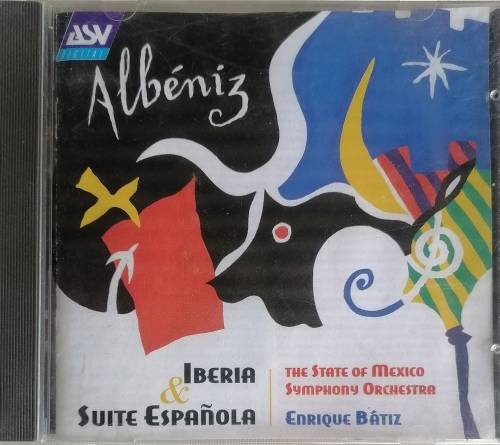 ASV
DIGITAL
Albéniz
IBERIA
& SUITE ESPAÑOLA
THE STATE OF MEXICO
SYMPHONY ORCHESTRA
ENRIQUE BÁTIZ